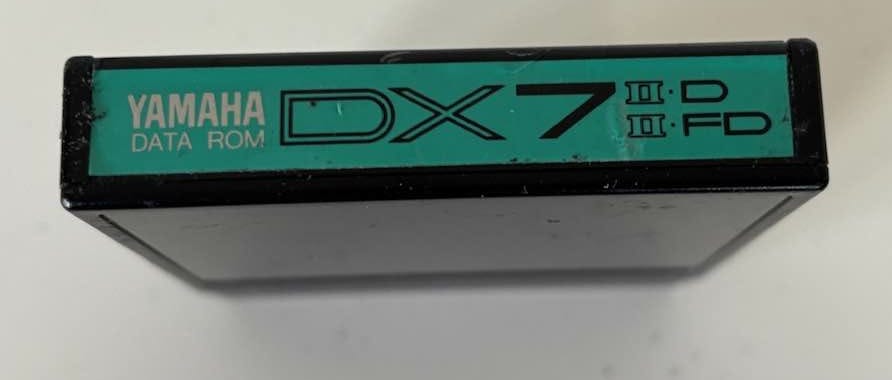 YAMAHA
DATA ROM
DX7
II·D
II·FD